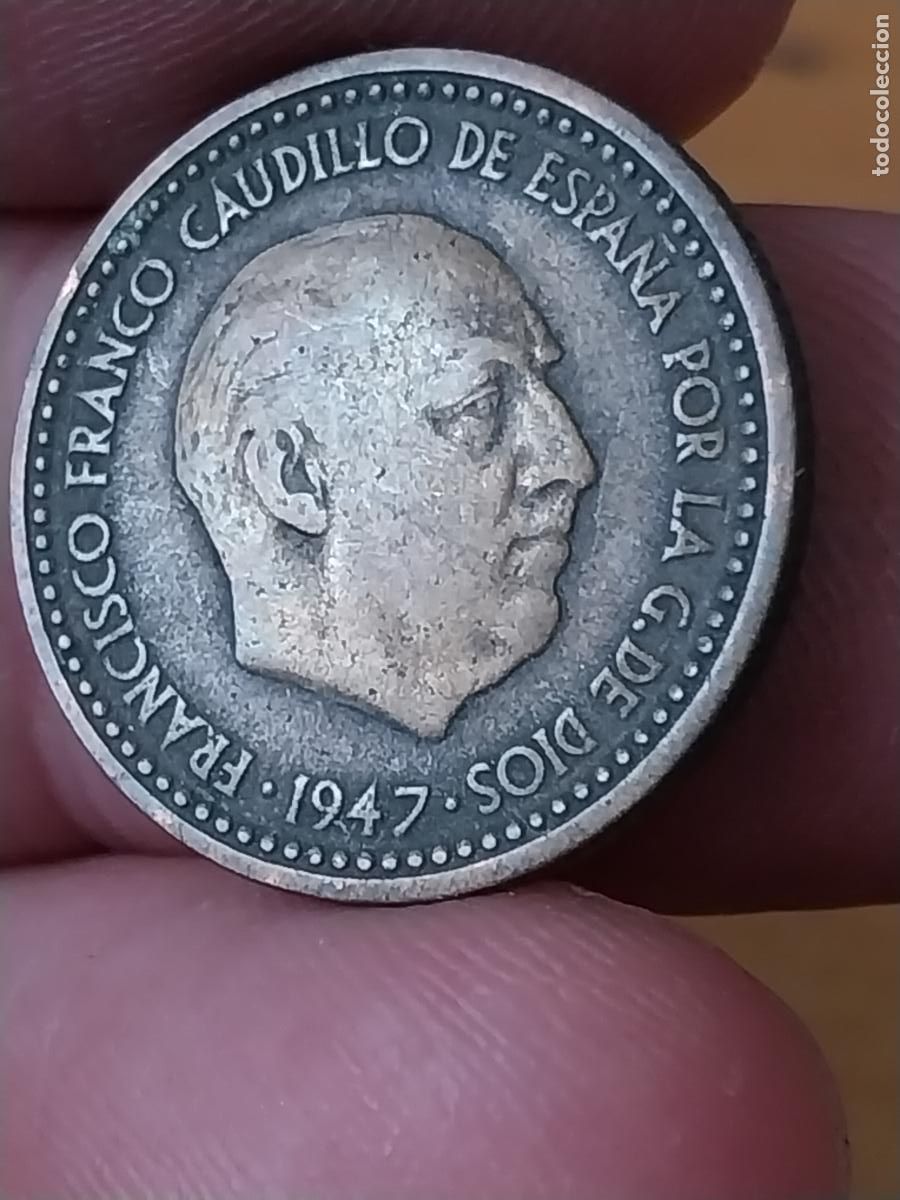 FRANCISCO FRANCO CAUDILLO DE ESPAÑA POR LA G.DE DIOS
· 1947 ·
todocoleccion